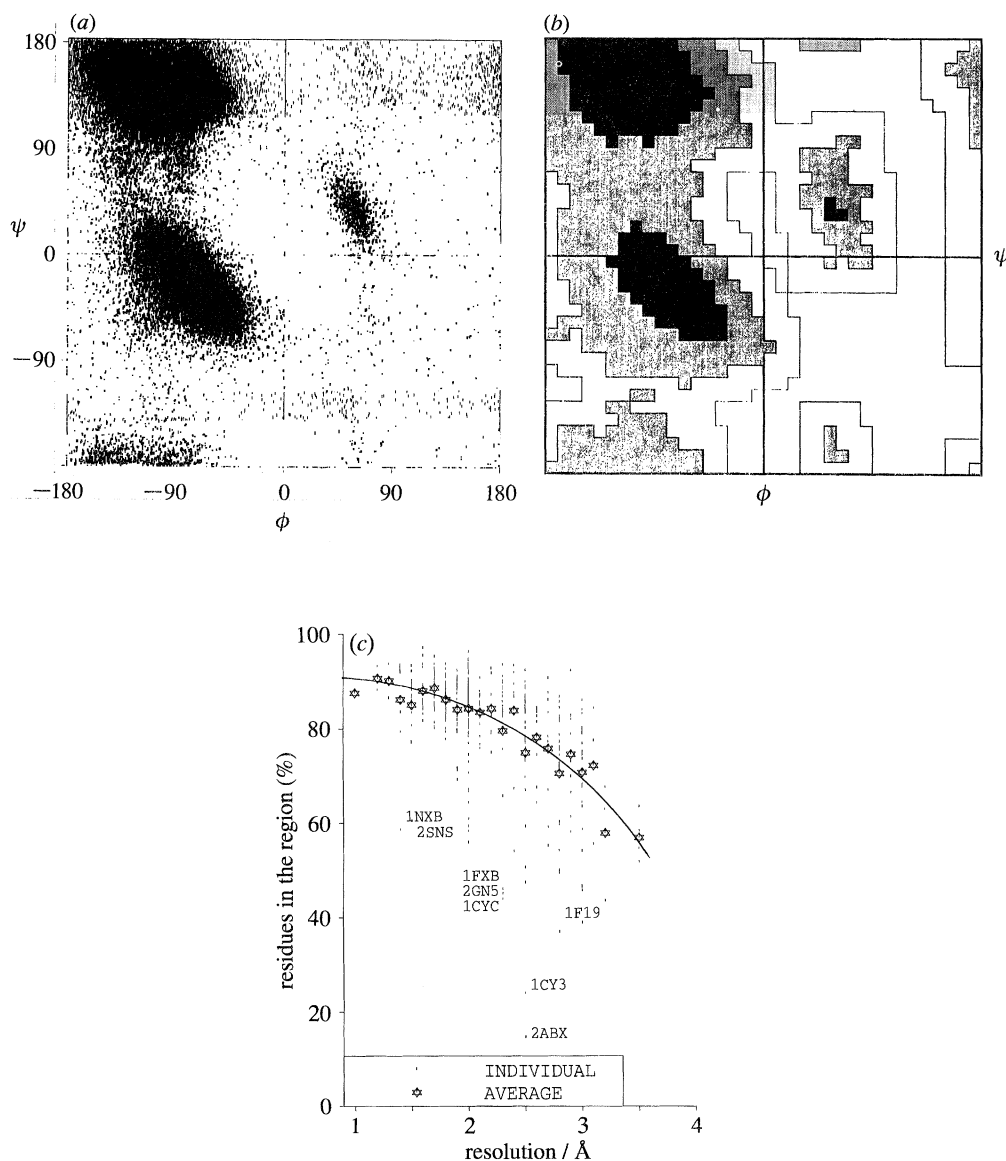 (a)
180
90
ψ
0
−90
−180
−90
0
90
180
ϕ
(b)
ψ
ϕ
(c)
100
80
60
40
20
0
residues in the region (%)
1NXB
2SNS
1FXB
2GN5
1CYC
1F19
1CY3
2ABX
INDIVIDUAL
AVERAGE
1
2
3
4
resolution / Å